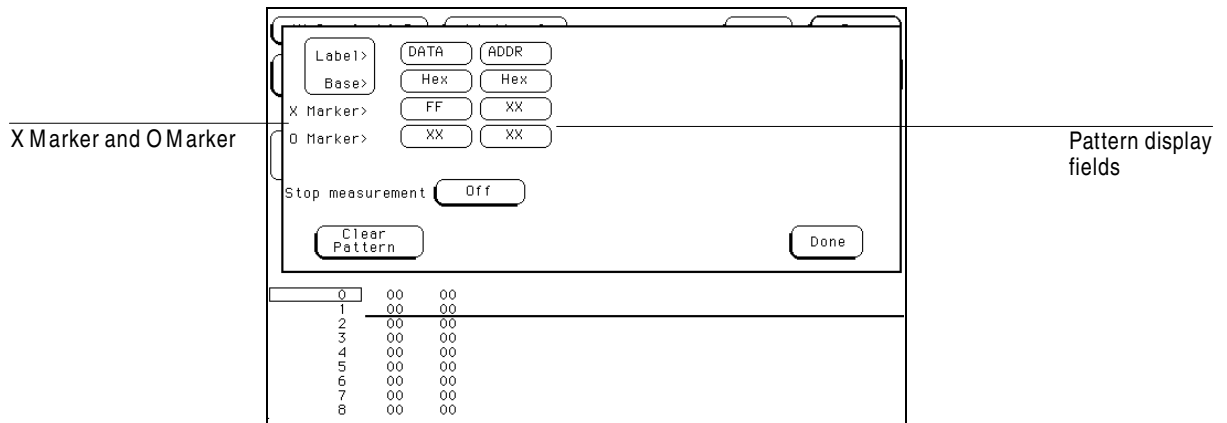 Label> DATA ADDR
Base> Hex Hex
X Marker> FF XX
O Marker> XX XX
X Marker and O Marker
Pattern display
fields
Stop measurement Off
Clear
Pattern
Done
0 00 00
1 00 00
2 00 00
3 00 00
4 00 00
5 00 00
6 00 00
7 00 00
8 00 00